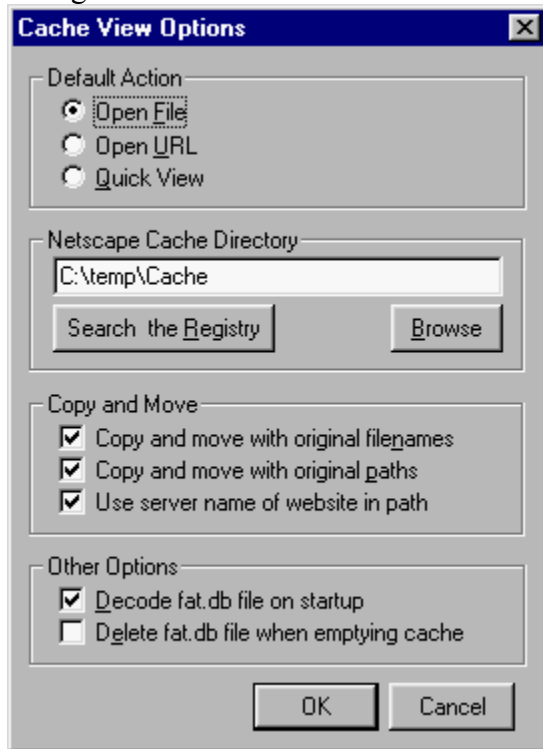 Cache View Options
Default Action
Open File
Open URL
Quick View
Netscape Cache Directory
C:\temp\Cache
Search the Registry Browse
Copy and Move
Copy and move with original filenames
Copy and move with original paths
Use server name of website in path
Other Options
Decode fat.db file on startup
Delete fat.db file when emptying cache
OK Cancel